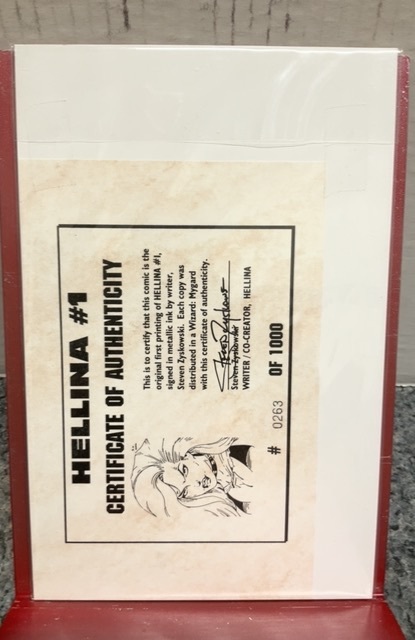 HELLINA #1
CERTIFICATE OF AUTHENTICITY
This is to certify that this comic is the
original first printing of HELLINA #1,
signed in metallic ink by writer,
Steven Zyskowski. Each copy was
distributed in a Wizard: Mygard
with this certificate of authenticity.
Steven Zyskowski
WRITER / CO-CREATOR, HELLINA
# 0263 OF 1000